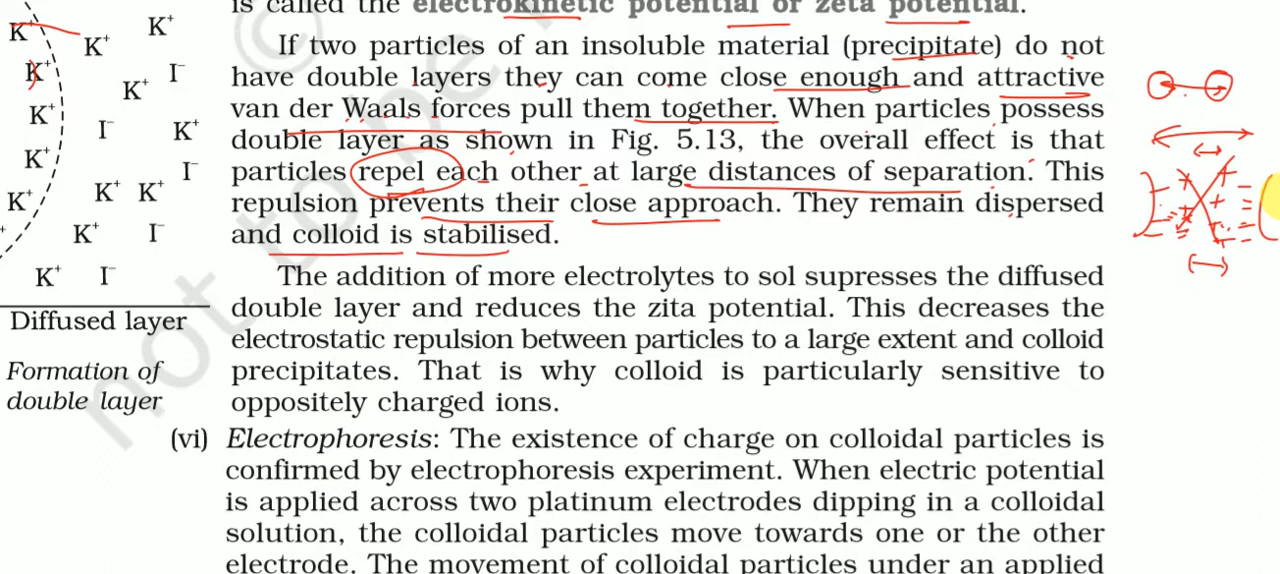 is called the electrokinetic potential or zeta potential.
If two particles of an insoluble material (precipitate) do not
have double layers they can come close enough and attractive
van der Waals forces pull them together. When particles possess
double layer as shown in Fig. 5.13, the overall effect is that
particles repel each other at large distances of separation. This
repulsion prevents their close approach. They remain dispersed
and colloid is stabilised.
The addition of more electrolytes to sol supresses the diffused
double layer and reduces the zita potential. This decreases the
electrostatic repulsion between particles to a large extent and colloid
precipitates. That is why colloid is particularly sensitive to
oppositely charged ions.
(vi) Electrophoresis: The existence of charge on colloidal particles is
confirmed by electrophoresis experiment. When electric potential
is applied across two platinum electrodes dipping in a colloidal
solution, the colloidal particles move towards one or the other
electrode. The movement of colloidal particles under an applied
K⁺ K⁺ K⁺
K⁺ K⁺ I⁻
K⁺ I⁻ K⁺
K⁺ I⁻
K⁺ K⁺ K⁺
K⁺ I⁻
K⁺ I⁻
Diffused layer
Formation of
double layer
© not to be